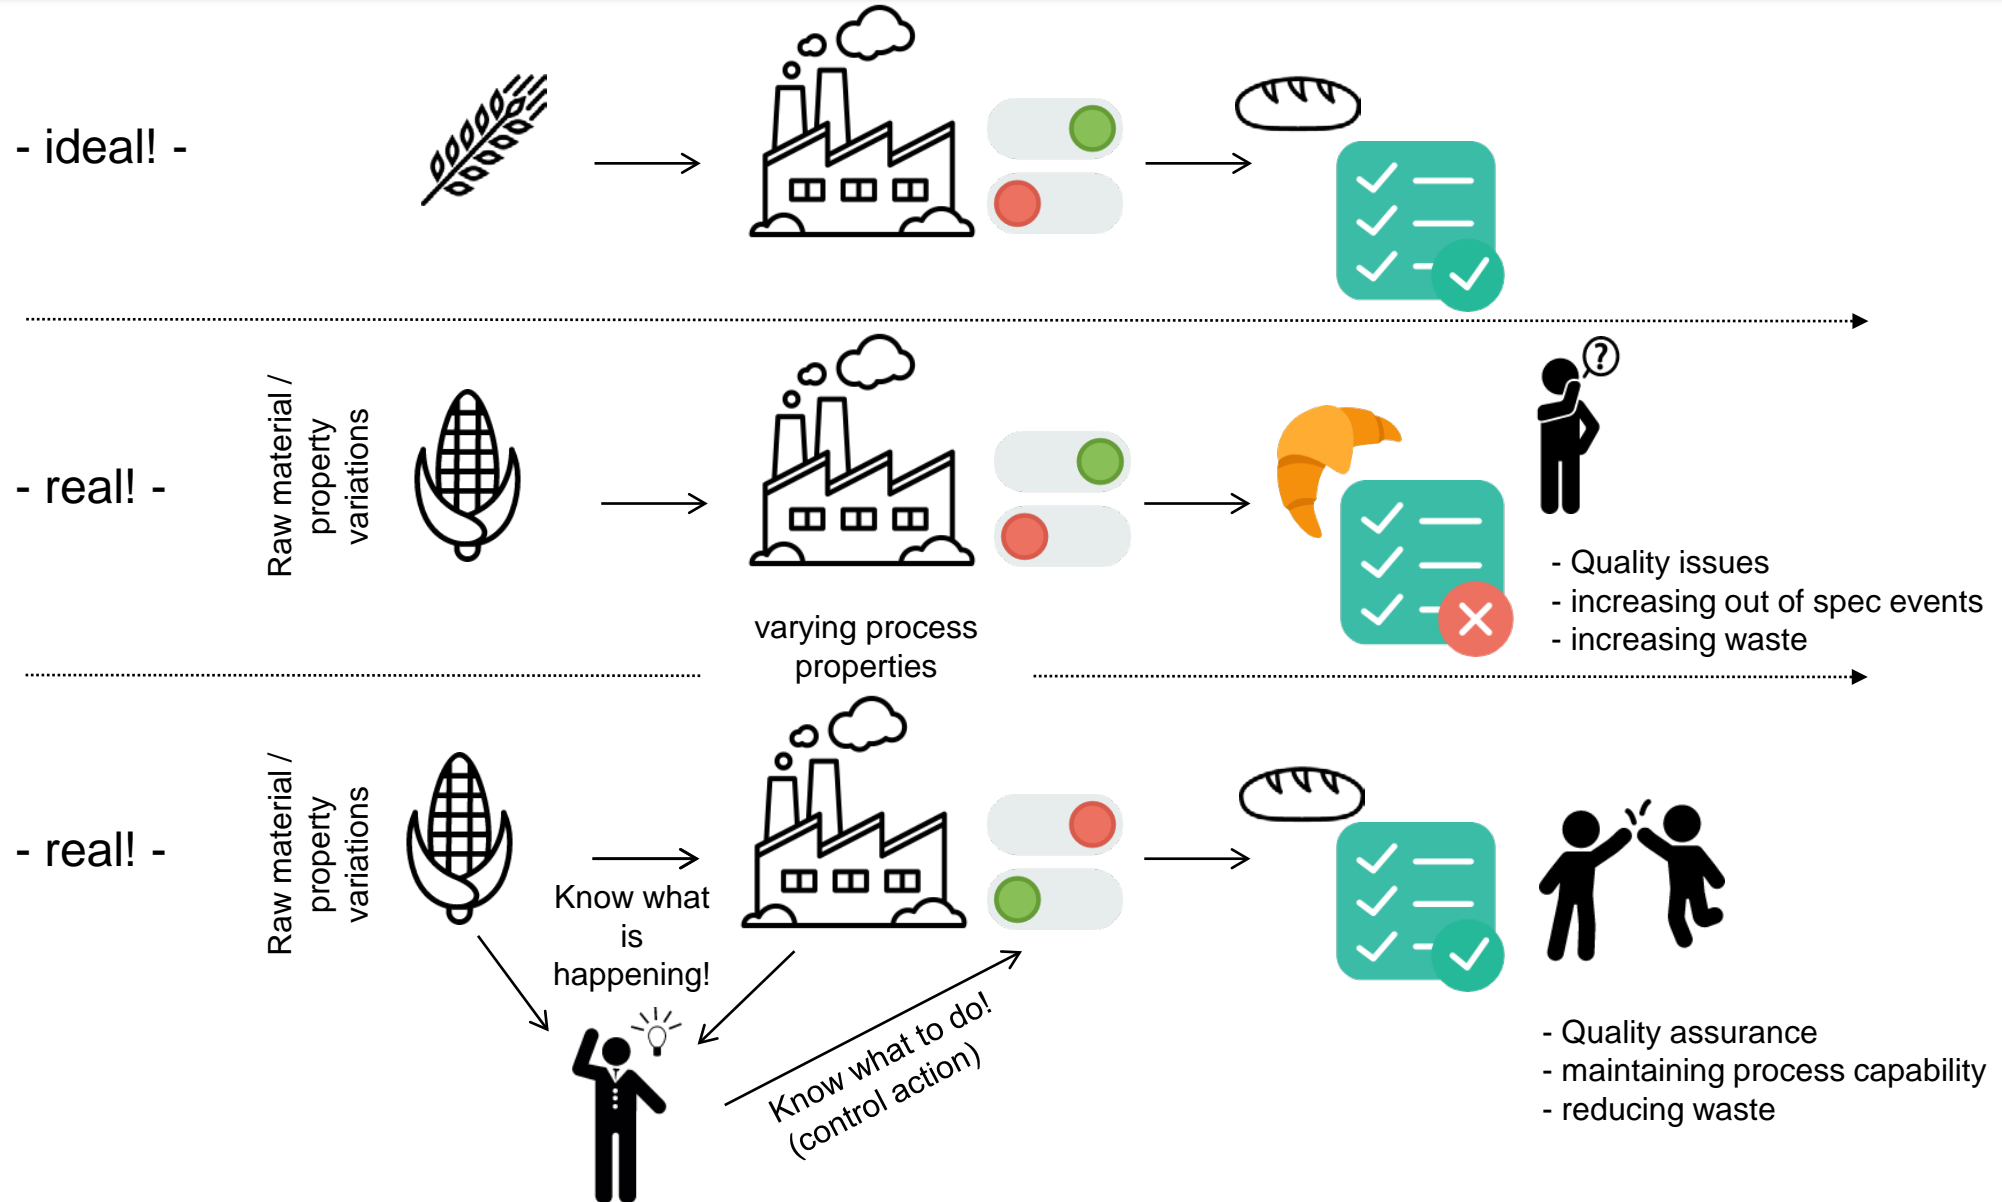 - ideal! -
- real! -
Raw material /
property
variations
?
- Quality issues
- increasing out of spec events
- increasing waste
varying process
properties
- real! -
Raw material /
property
variations
Know what
is
happening!
Know what to do!
(control action)
- Quality assurance
- maintaining process capability
- reducing waste